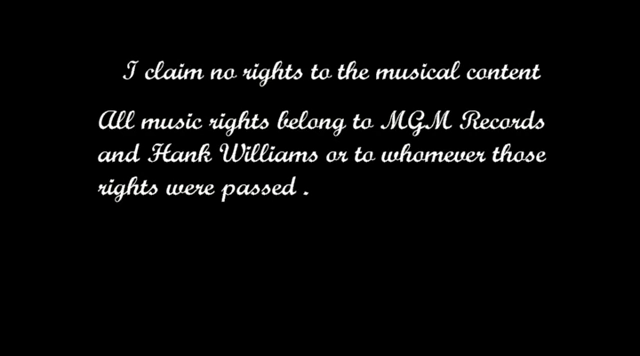 I claim no rights to the musical content
All music rights belong to MGM Records
and Hank Williams or to whomever those
rights were passed .